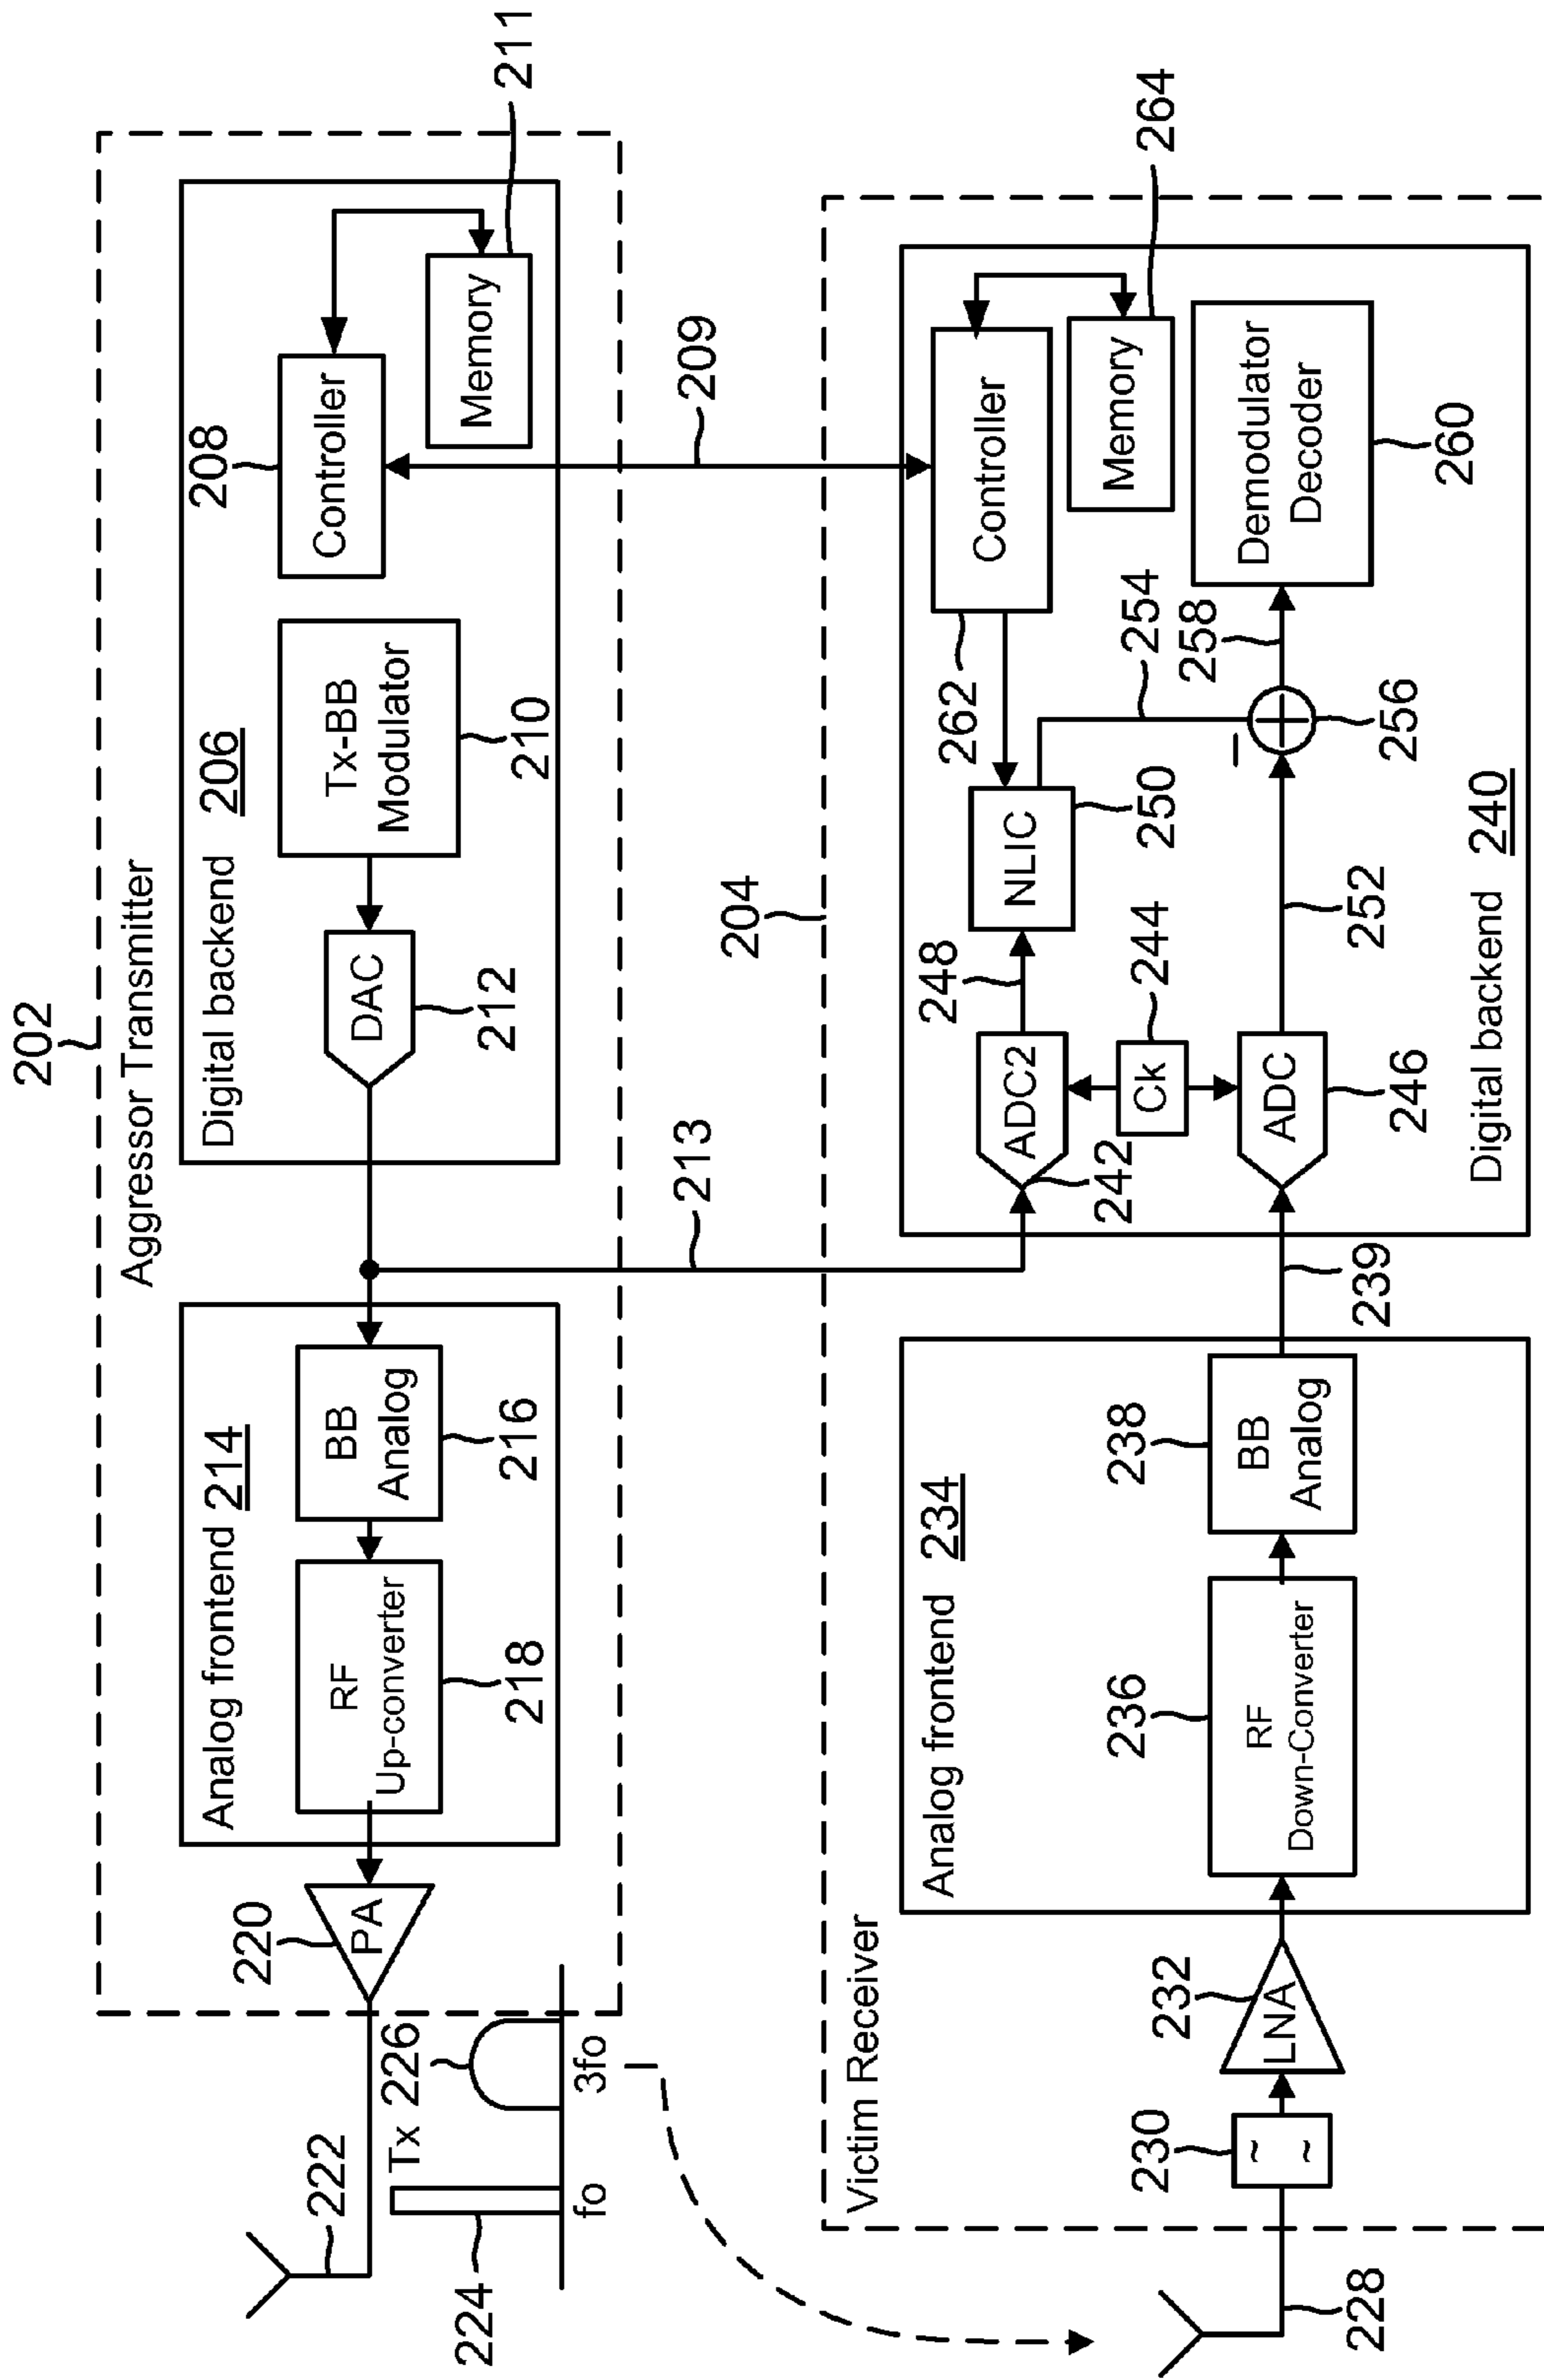 202
Aggressor Transmitter
220
PA
222
Tx
224
226
fo
3fo
Analog frontend 214
RF
Up-converter
218
BB
Analog
216
Digital backend 206
DAC
212
Tx-BB
Modulator
210
208
Controller
Memory
211
213
209
204
Victim Receiver
228
230
~
~
232
LNA
Analog frontend 234
236
RF
Down-Converter
238
BB
Analog
239
242
ADC2
248
NLIC
250
262
Controller
Memory
264
Ck
244
ADC
246
252
254
–
256
258
Demodulator
Decoder
260
Digital backend 240